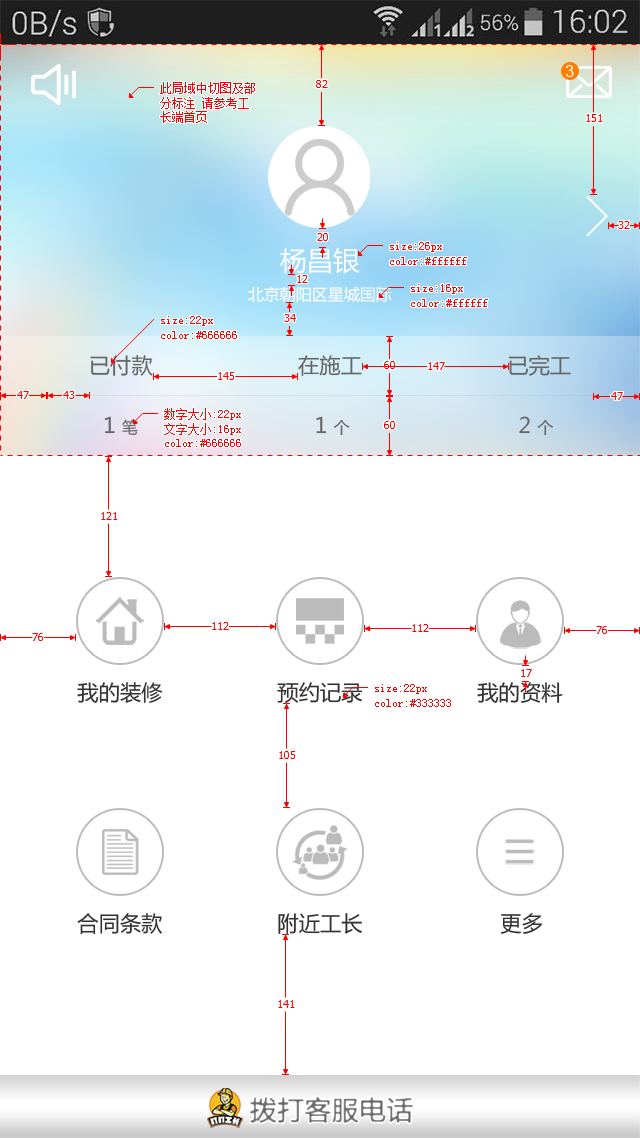 0B/s 56% 16:02
此局域中切图及部
分标注 请参考工
长端首页
82
3
151
32
20
杨昌银
size:26px
color:#ffffff
12
北京朝阳区星城国际
size:16px
color:#ffffff
34
size:22px
color:#666666
已付款 在施工 已完工
145 60 147
47 43 47
1 笔 1 个 2 个
数字大小:22px
文字大小:16px
color:#666666
60
121
76 112 112 76
17
我的装修 预约记录 我的资料
size:22px
color:#333333
105
合同条款 附近工长 更多
141
拨打客服电话